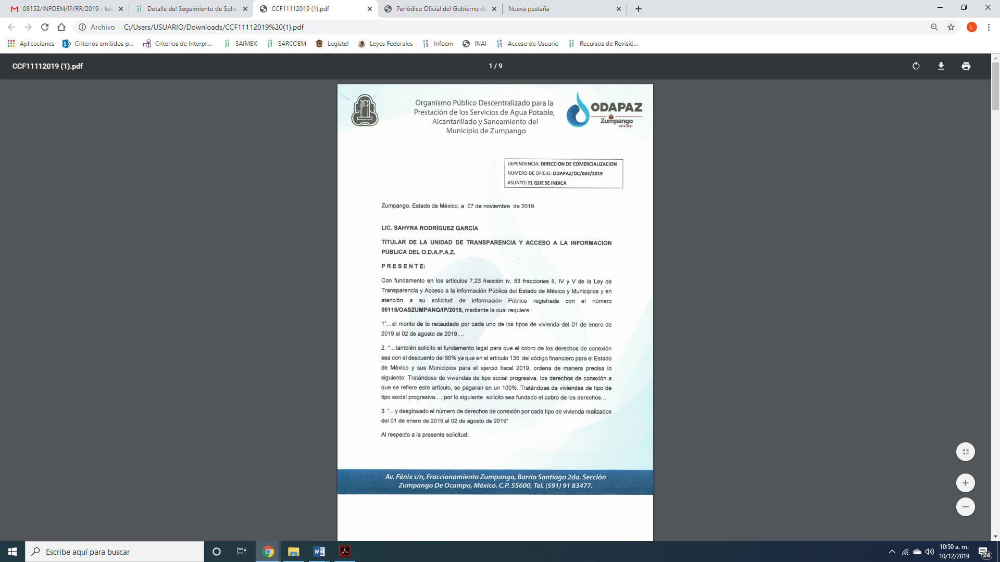 08152/INFOEM/IP/RR/2019 - luis
Detalle del Seguimiento de Solici
CCF11112019 (1).pdf
Periódico Oficial del Gobierno de
Nueva pestaña
Archivo
C:/Users/USUARIO/Downloads/CCF11112019%20(1).pdf
L
Aplicaciones
Criterios emitidos p...
Criterios de Interpr...
SAIMEX
SARCOEM
Legistel
Leyes Federales
Infoem
INAI
Acceso de Usuario
Recursos de Revisió...
CCF11112019 (1).pdf
1 / 9
Organismo Público Descentralizado para la
Prestación de los Servicios de Agua Potable,
Alcantarillado y Saneamiento del
Municipio de Zumpango
ODAPAZ
Zumpango
2019-2021
DEPENDENCIA: DIRECCION DE COMERCIALIZACION
NUMERO DE OFICIO: ODAPAZ/DC/084/2019
ASUNTO: EL QUE SE INDICA
Zumpango, Estado de México, a 07 de noviembre de 2019.
LIC. SAHYRA RODRÍGUEZ GARCÍA
TITULAR DE LA UNIDAD DE TRANSPARENCIA Y ACCESO A LA INFORMACION
PUBLICA DEL O.D.A.P.A.Z.
P R E S E N T E:
Con fundamento en los artículos 7,23 fracción iv, 53 fracciones II, IV y V de la Ley de
Transparencia y Acceso a la información Pública del Estado de México y Municipios y en
atención a su solicitud de información Pública registrada con el número
00115/OASZUMPANG/IP/2019, mediante la cual requiere:
1"…el monto de lo recaudado por cada uno de los tipos de vivienda del 01 de enero de
2019 al 02 de agosto de 2019,…
2. "…también solicito el fundamento legal para que el cobro de los derechos de conexión
sea con el descuento del 50% ya que en el artículo 135 del código financiero para el Estado
de México y sus Municipios para el ejerció fiscal 2019, ordena de manera precisa lo
siguiente: Tratándose de viviendas de tipo social progresiva, los derechos de conexión a
que se refiere este artículo, se pagaran en un 100%. Tratándose de viviendas de tipo de
tipo social progresiva…, por lo siguiente solicito sea fundado el cobro de los derechos…
3. "…y desglosado el número de derechos de conexión por cada tipo de vivienda realizados
del 01 de enero de 2019 al 02 de agosto de 2019"
Al respecto a la presente solicitud:
Av. Fénix s/n, Fraccionamiento Zumpango, Barrio Santiago 2da. Sección
Zumpango De Ocampo, México. C.P. 55600, Tel. (591) 91 83477.
Escribe aquí para buscar
10:50 a. m.
10/12/2019
24